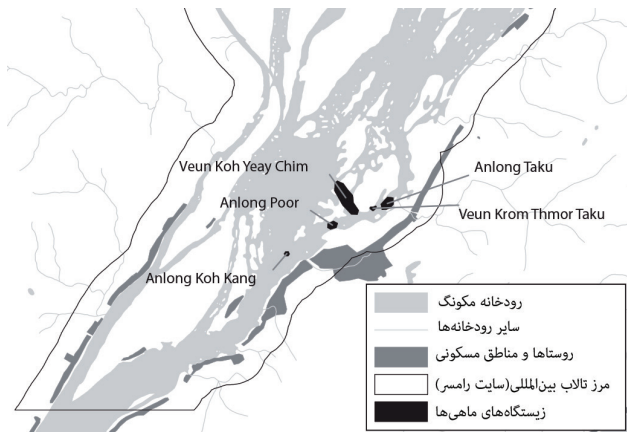 Veun Koh Yeay Chim
Anlong Taku
Anlong Poor
Veun Krom Thmor Taku
Anlong Koh Kang
رودخانه مکونگ
سایر رودخانه‌ها
روستاها و مناطق مسکونی
مرز تالاب بین‌المللی(سایت رامسر)
زیستگاه‌های ماهی‌ها